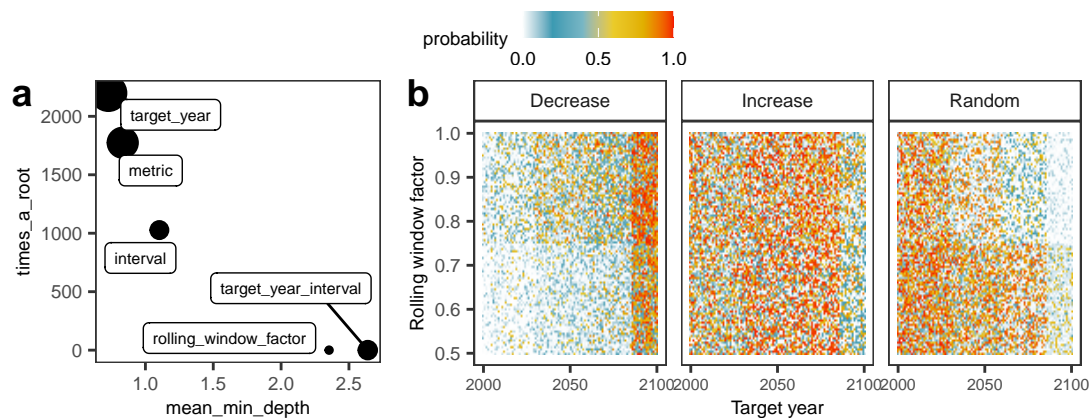 probability
0.0 0.5 1.0
a
b
Decrease Increase Random
2000
1500
1000
500
0
times_a_root
target_year
metric
interval
target_year_interval
rolling_window_factor
1.0 1.5 2.0 2.5
mean_min_depth
1.0
0.9
0.8
0.7
0.6
0.5
Rolling window factor
2000 2050 2100 2000 2050 2100 2000 2050 2100
Target year